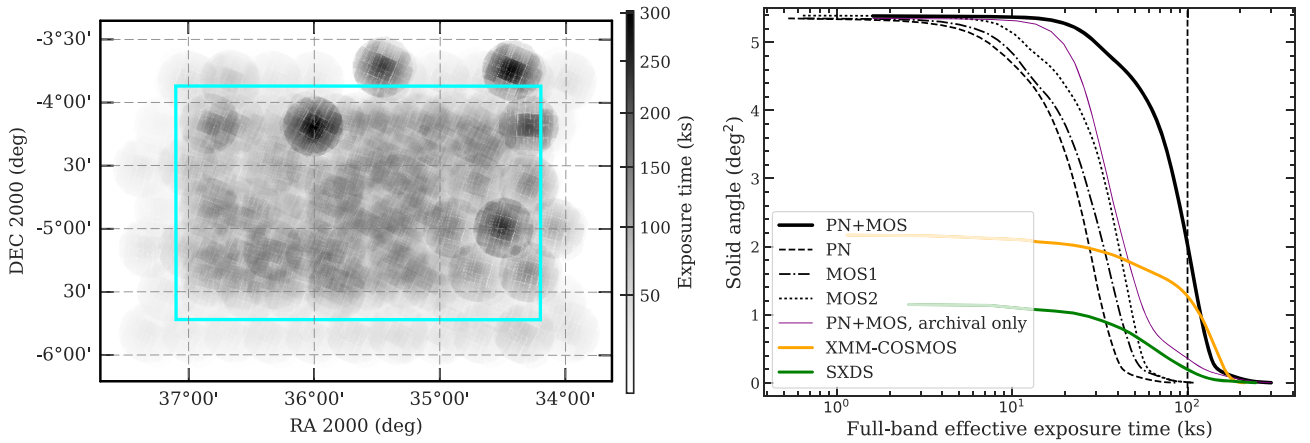 -3°30'
-4°00'
30'
-5°00'
30'
-6°00'
DEC 2000 (deg)
37°00'
36°00'
35°00'
34°00'
RA 2000 (deg)
300
250
200
150
100
50
Exposure time (ks)
5
4
3
2
1
0
Solid angle (deg²)
PN+MOS
PN
MOS1
MOS2
PN+MOS, archival only
XMM-COSMOS
SXDS
10⁰
10¹
10²
Full-band effective exposure time (ks)